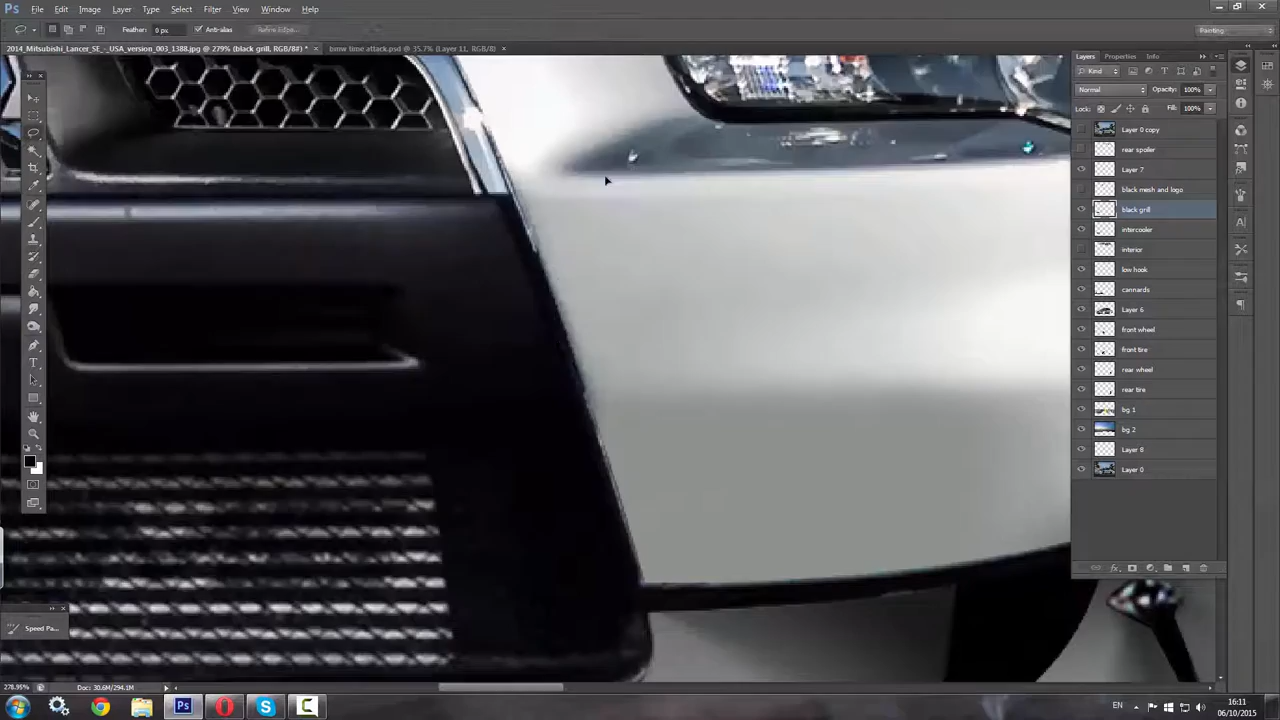 Ps File Edit Image Layer Type Select Filter View Window Help
Feather: 0 px Anti-alias Refine Edge... Painting
2014_Mitsubishi_Lancer_SE_-_USA_version_003_1388.jpg @ 279% (black grill, RGB/8#) * × bmw time attack.psd @ 35.7% (Layer 11, RGB/8) ×
Layers Properties Info
Kind
Normal Opacity: 100%
Lock: Fill: 100%
Layer 0 copy
rear spoiler
Layer 7
black mesh and logo
black grill
intercooler
interior
low hook
cannards
Layer 6
front wheel
front tire
rear wheel
rear tire
bg 1
bg 2
Layer 8
Layer 0
fx
Speed Pa...
278.95% Doc: 30.6M/294.1M
Ps EN 16:11
06/10/2015